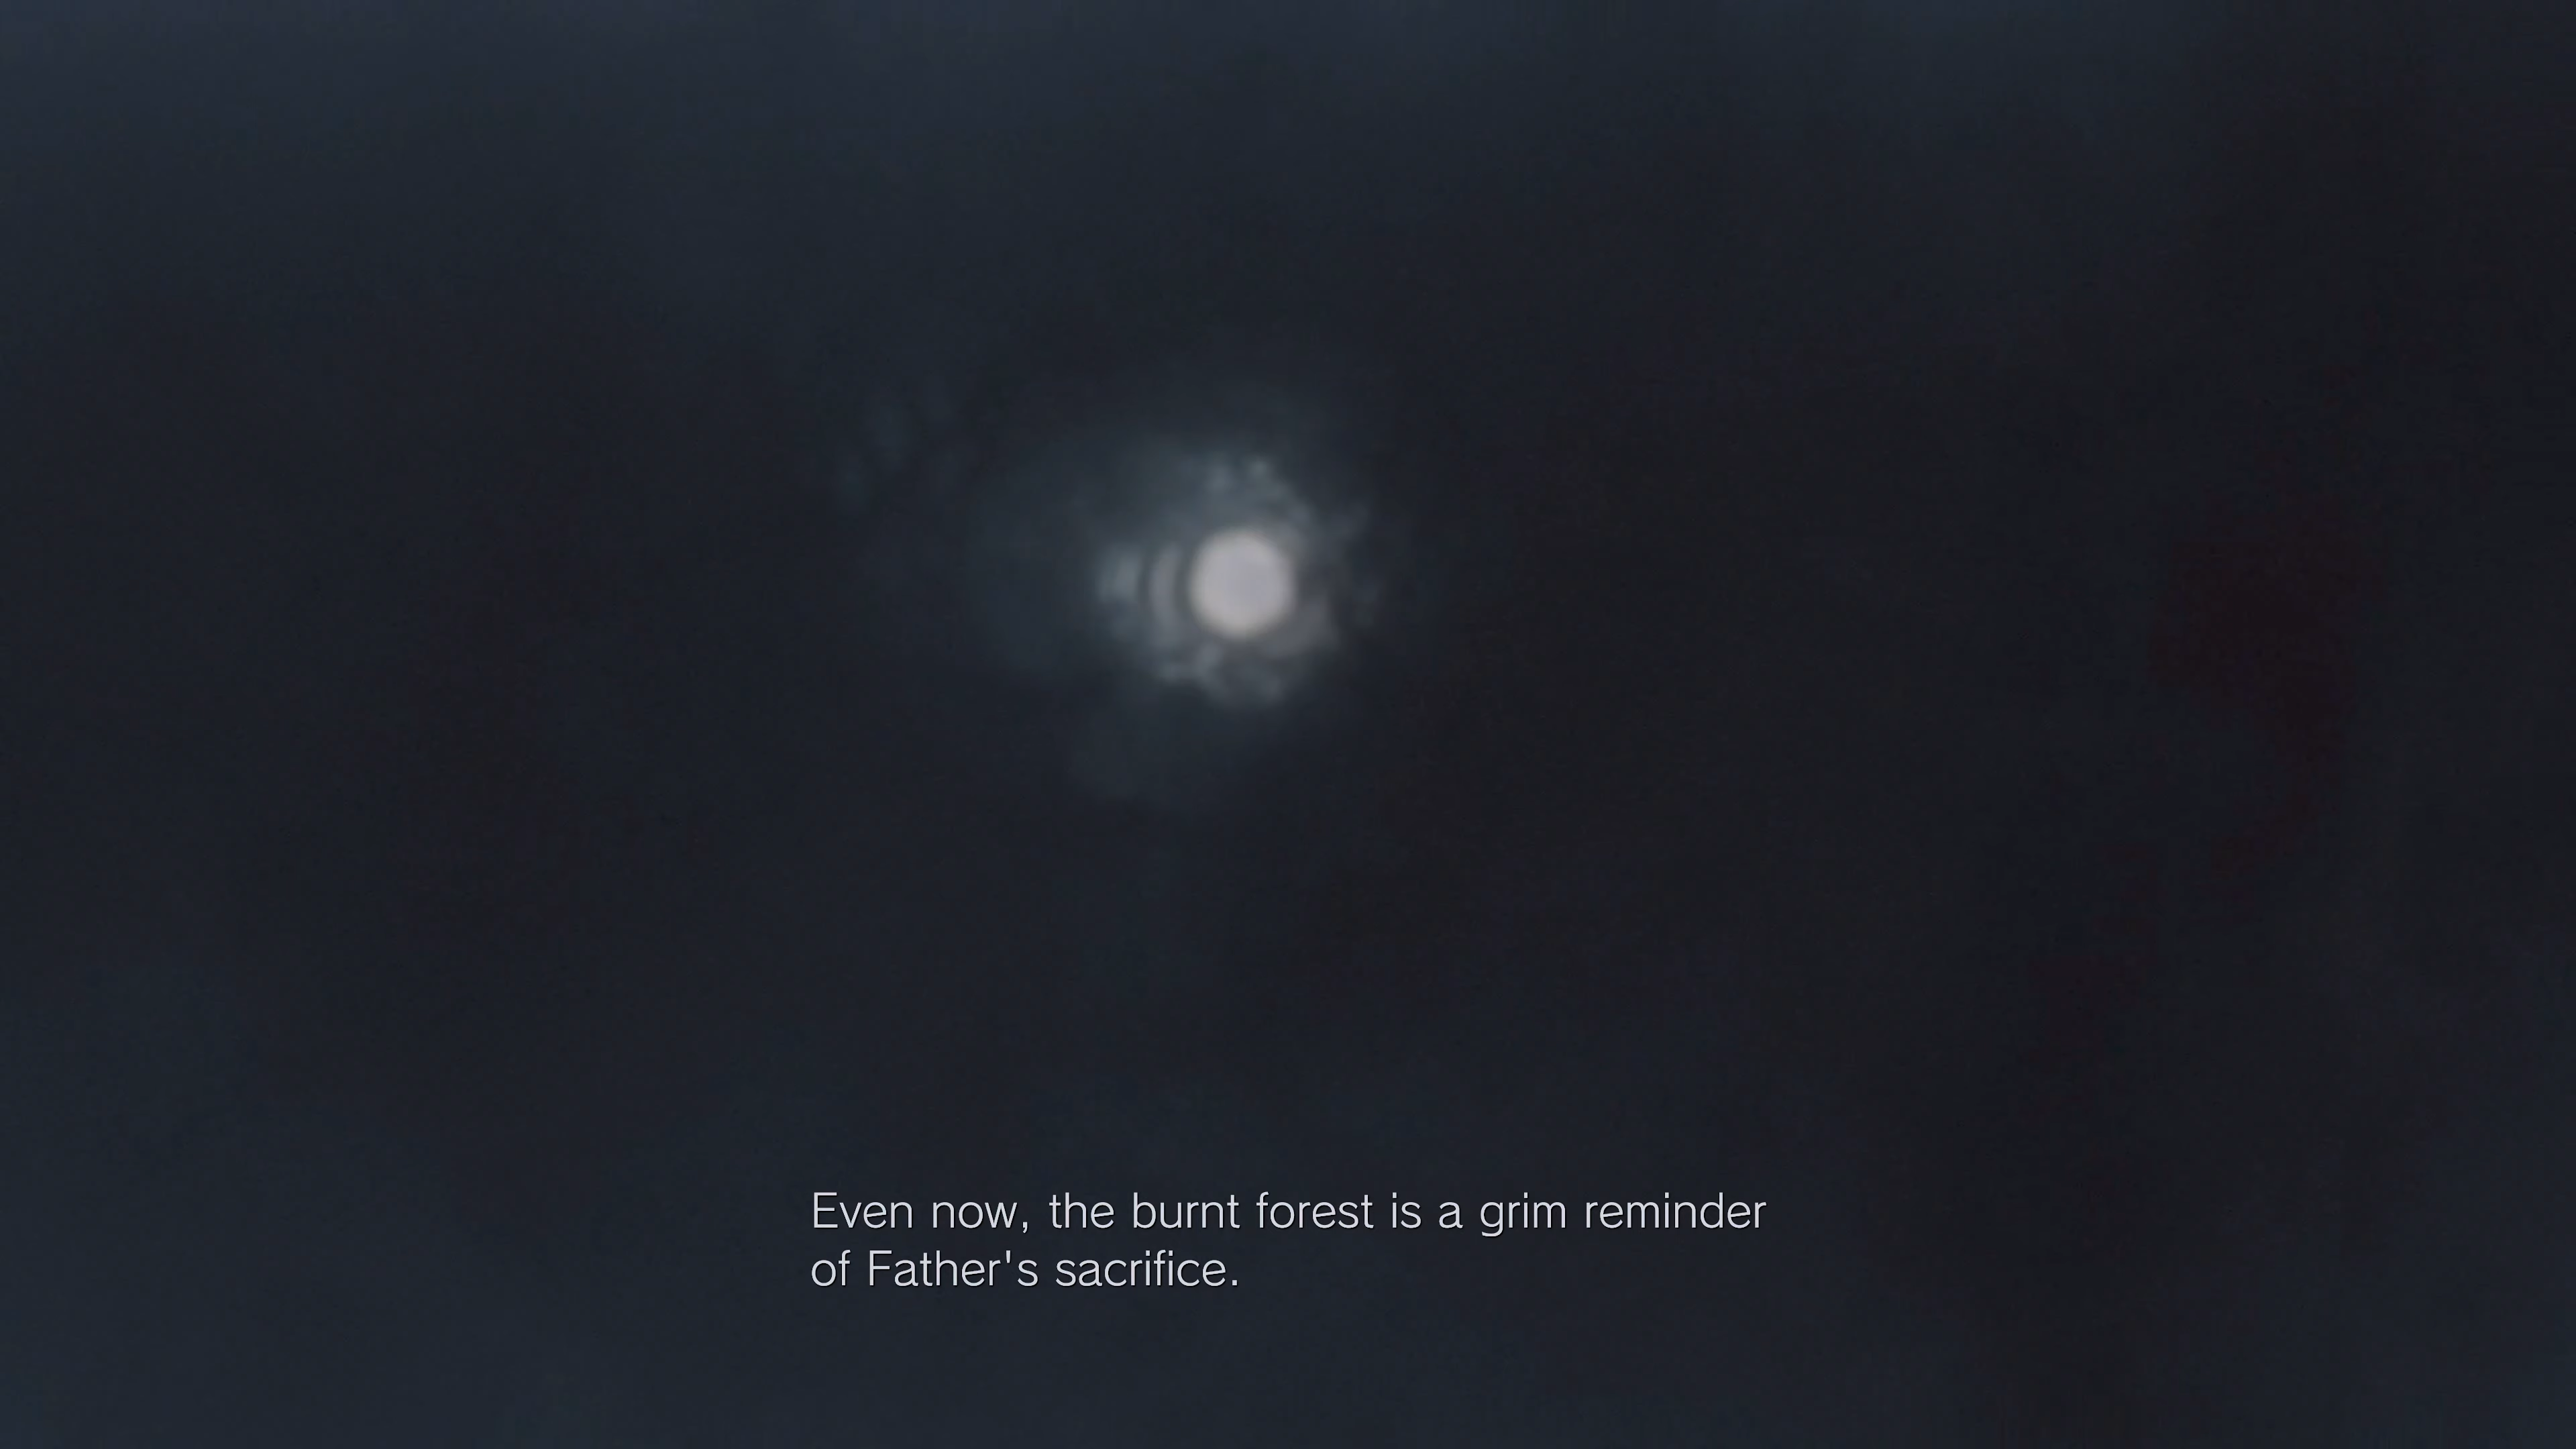 Even now, the burnt forest is a grim reminder
of Father's sacrifice.